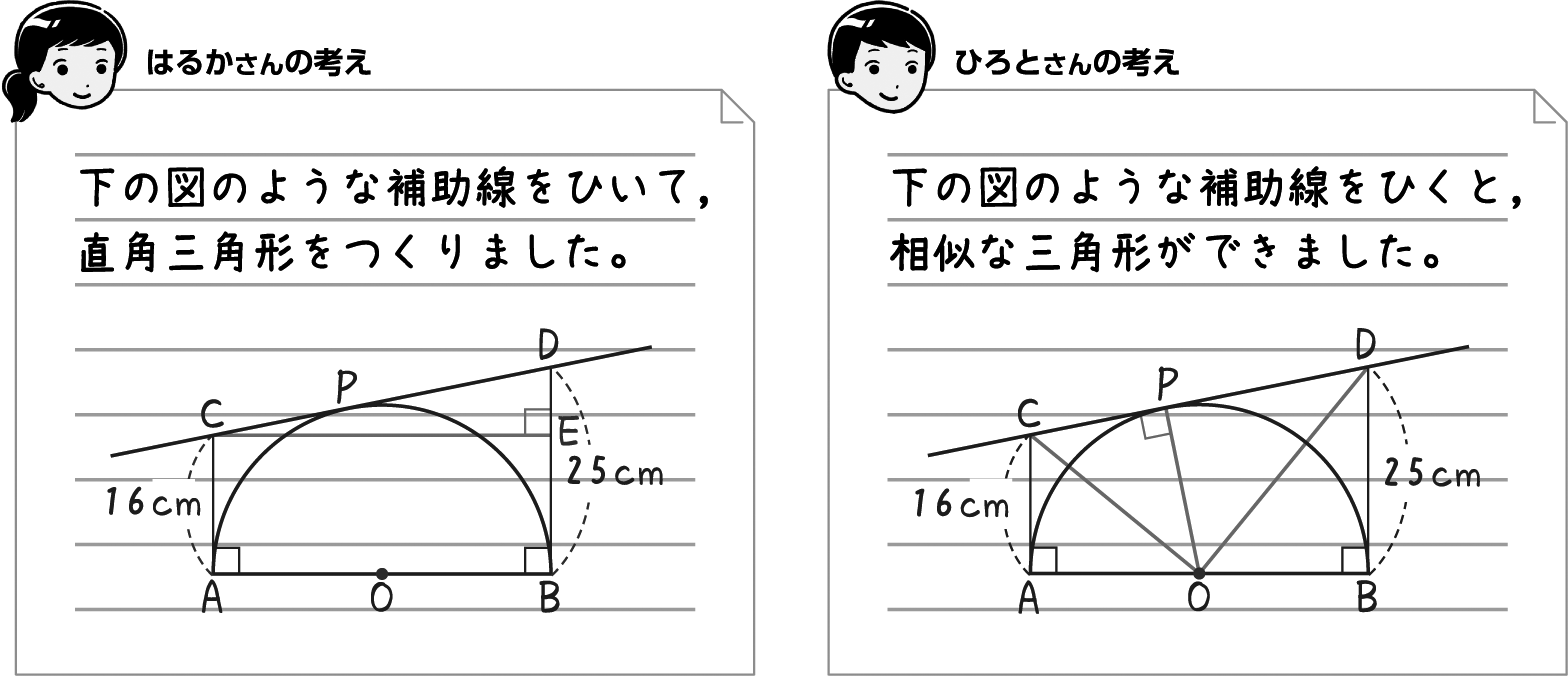 はるかさんの考え
下の図のような補助線をひいて,
直角三角形をつくりました。
D
P
C
E
25cm
16cm
A
O
B
ひろとさんの考え
下の図のような補助線をひくと,
相似な三角形ができました。
D
P
C
25cm
16cm
A
O
B